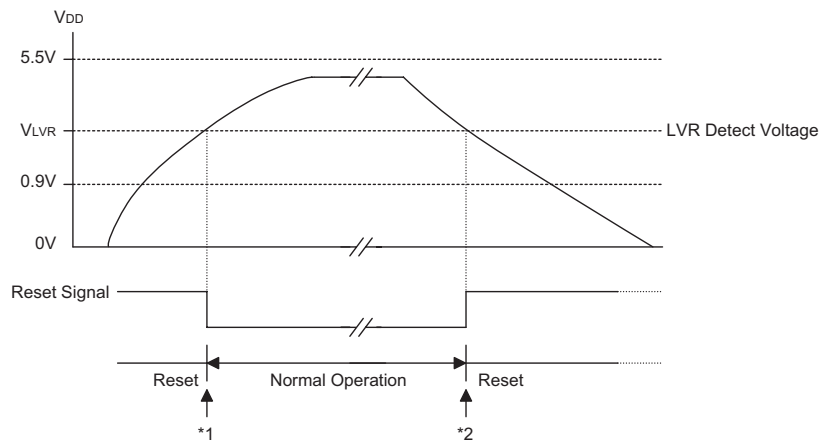 VDD
5.5V
VLVR
LVR Detect Voltage
0.9V
0V
Reset Signal
Reset
Normal Operation
Reset
*1
*2